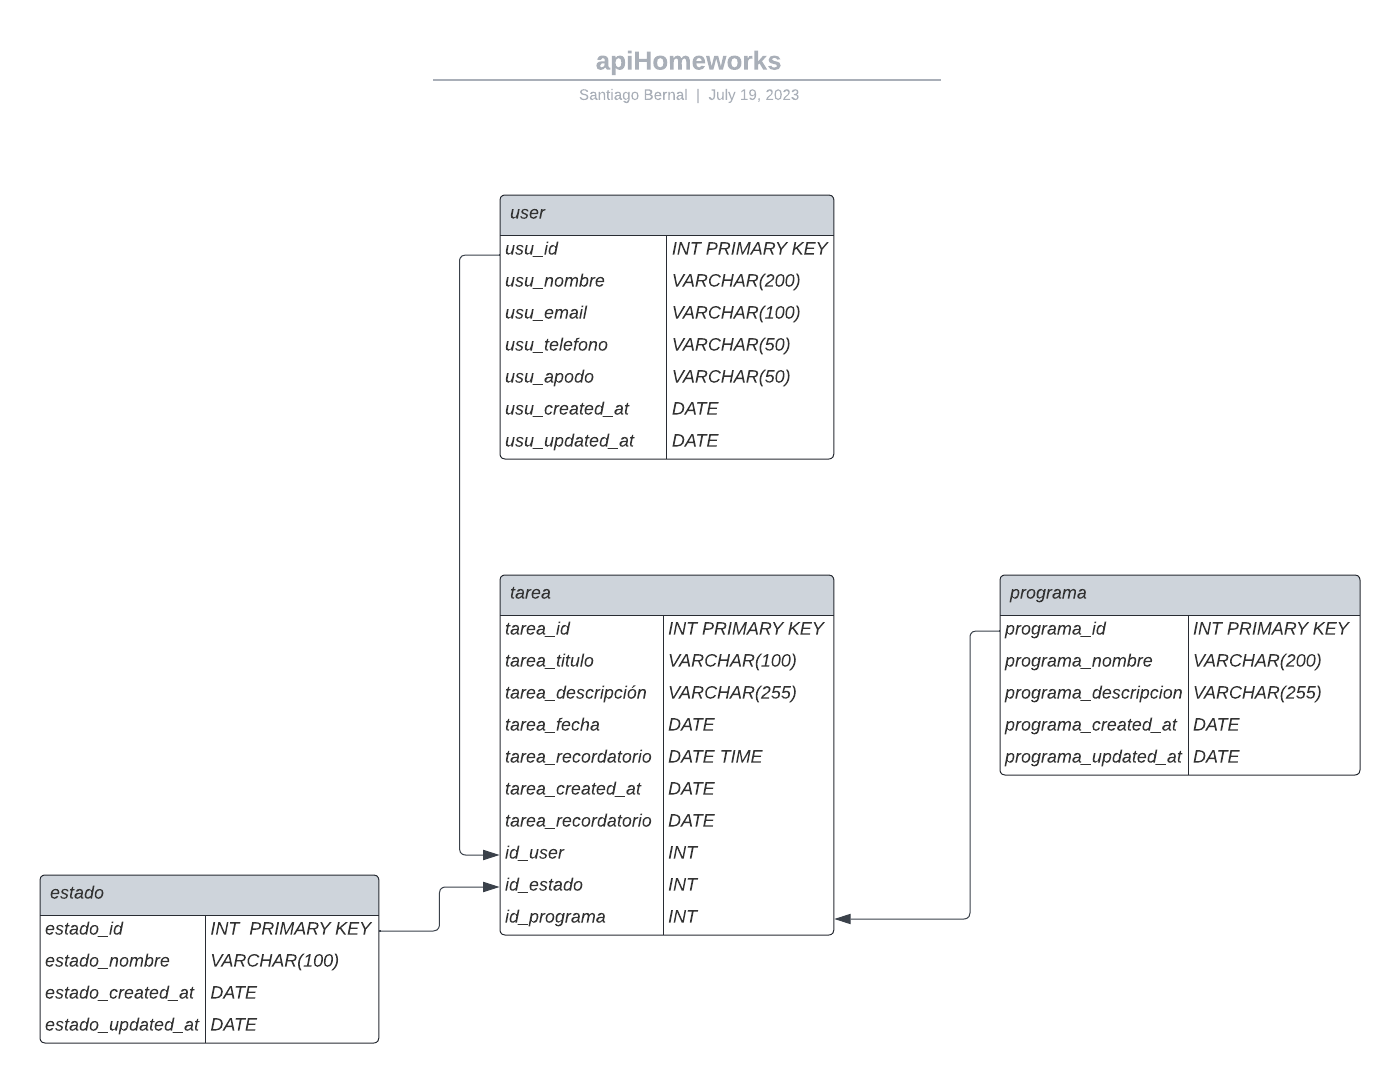 apiHomeworks
Santiago Bernal | July 19, 2023
user
usu_id INT PRIMARY KEY
usu_nombre VARCHAR(200)
usu_email VARCHAR(100)
usu_telefono VARCHAR(50)
usu_apodo VARCHAR(50)
usu_created_at DATE
usu_updated_at DATE
tarea
tarea_id INT PRIMARY KEY
tarea_titulo VARCHAR(100)
tarea_descripción VARCHAR(255)
tarea_fecha DATE
tarea_recordatorio DATE TIME
tarea_created_at DATE
tarea_recordatorio DATE
id_user INT
id_estado INT
id_programa INT
programa
programa_id INT PRIMARY KEY
programa_nombre VARCHAR(200)
programa_descripcion VARCHAR(255)
programa_created_at DATE
programa_updated_at DATE
estado
estado_id INT  PRIMARY KEY
estado_nombre VARCHAR(100)
estado_created_at DATE
estado_updated_at DATE